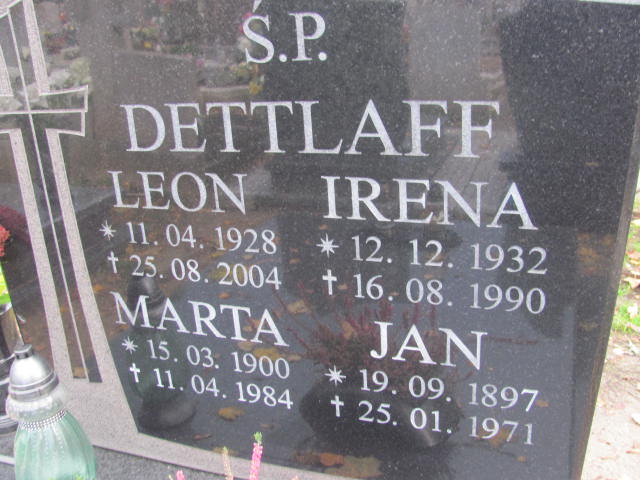 Ś.P.
DETTLAFF
LEON IRENA
* 11. 04. 1928 * 12. 12. 1932
† 25. 08. 2004 † 16. 08. 1990
MARTA JAN
* 15. 03. 1900 * 19. 09. 1897
† 11. 04. 1984 † 25. 01. 1971